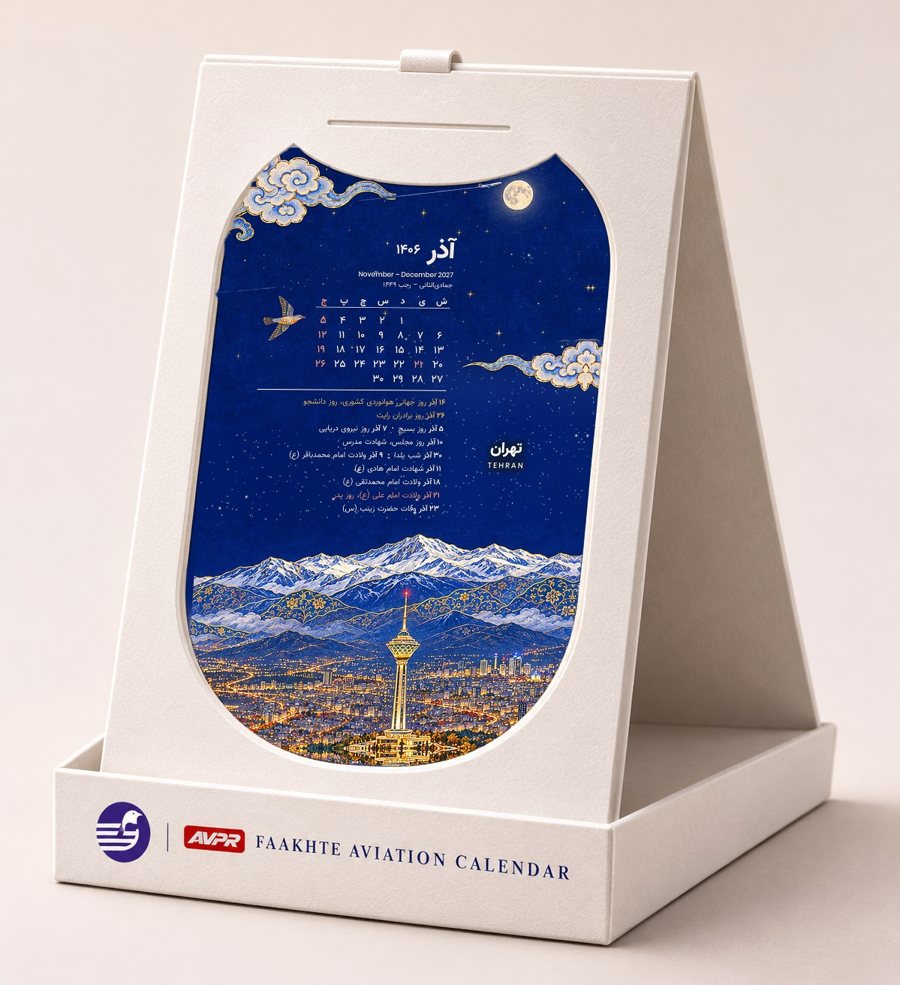 آذر ۱۴۰۶
November – December 2027
جمادی‌الثانی – رجب ۱۴۴۹
ش ی د س چ پ ج
۱ ۲ ۳ ۴ ۵
۶ ۷ ۸ ۹ ۱۰ ۱۱ ۱۲
۱۳ ۱۴ ۱۵ ۱۶ ۱۷ ۱۸ ۱۹
۲۰ ۲۱ ۲۲ ۲۳ ۲۴ ۲۵ ۲۶
۲۷ ۲۸ ۲۹ ۳۰
۱۶ آذر روز جهانی هوانوردی کشوری، روز دانشجو
۲۶ آذر روز برادران رایت
۵ آذر روز بسیج - ۷ آذر روز نیروی دریایی
۱۰ آذر روز مجلس، شهادت مدرس
۳۰ آذر شب یلدا - ۹ آذر ولادت امام محمدباقر (ع)
۱۱ آذر شهادت امام هادی (ع)
۱۸ آذر ولادت امام محمدتقی (ع)
۲۱ آذر ولادت امام علی (ع)، روز پدر
۲۳ آذر وفات حضرت زینب (س)
تهران
TEHRAN
AVPR FAAKHTE AVIATION CALENDAR